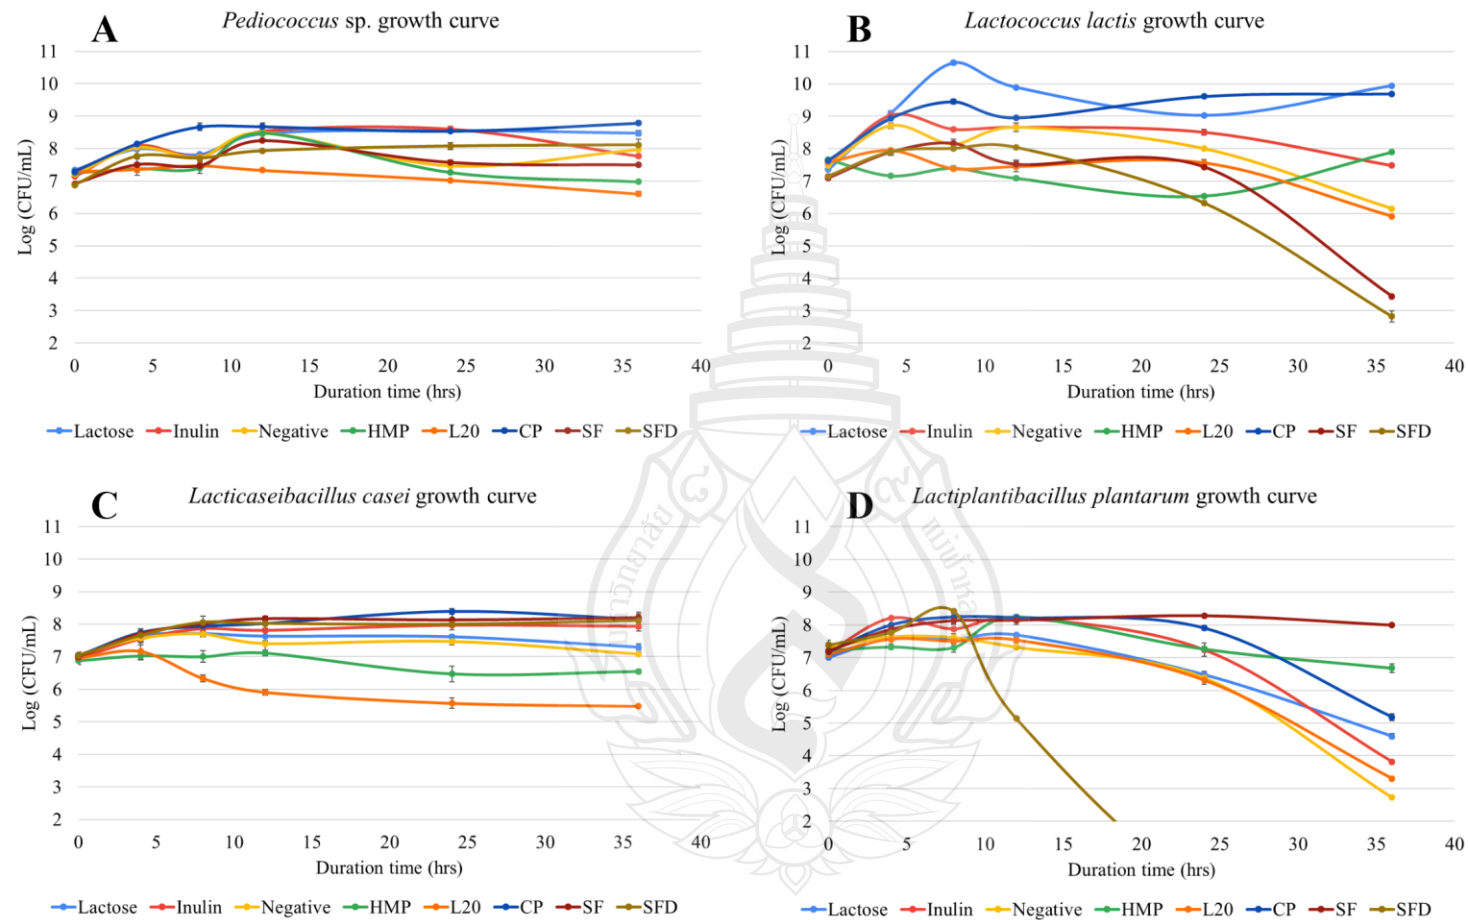 A
Pediococcus sp. growth curve
11
10
9
8
7
6
5
4
3
2
Log (CFU/mL)
0 5 10 15 20 25 30 35 40
Duration time (hrs)
Lactose Inulin Negative HMP L20 CP SF SFD
B
Lactococcus lactis growth curve
11
10
9
8
7
6
5
4
3
2
Log (CFU/mL)
0 5 10 15 20 25 30 35 40
Duration time (hrs)
Lactose Inulin Negative HMP L20 CP SF SFD
C
Lacticaseibacillus casei growth curve
11
10
9
8
7
6
5
4
3
2
Log (CFU/mL)
0 5 10 15 20 25 30 35 40
Duration time (hrs)
Lactose Inulin Negative HMP L20 CP SF SFD
D
Lactiplantibacillus plantarum growth curve
11
10
9
8
7
6
5
4
3
2
Log (CFU/mL)
0 5 10 15 20 25 30 35 40
Duration time (hrs)
Lactose Inulin Negative HMP L20 CP SF SFD